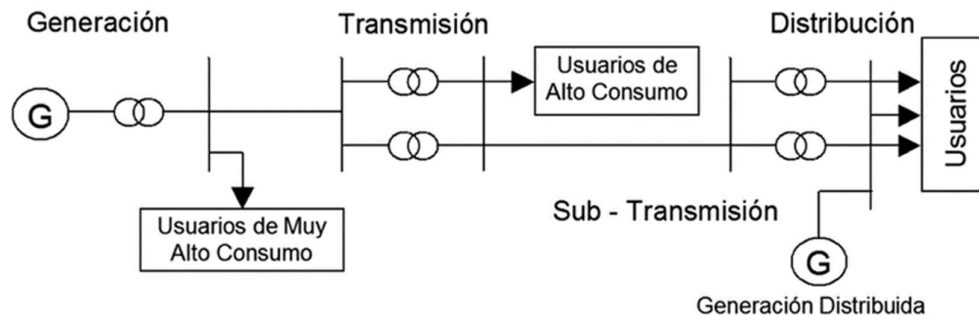 Generación
Transmisión
Distribución
G
Usuarios de
Alto Consumo
Usuarios
Usuarios de Muy
Alto Consumo
Sub - Transmisión
G
Generación Distribuida